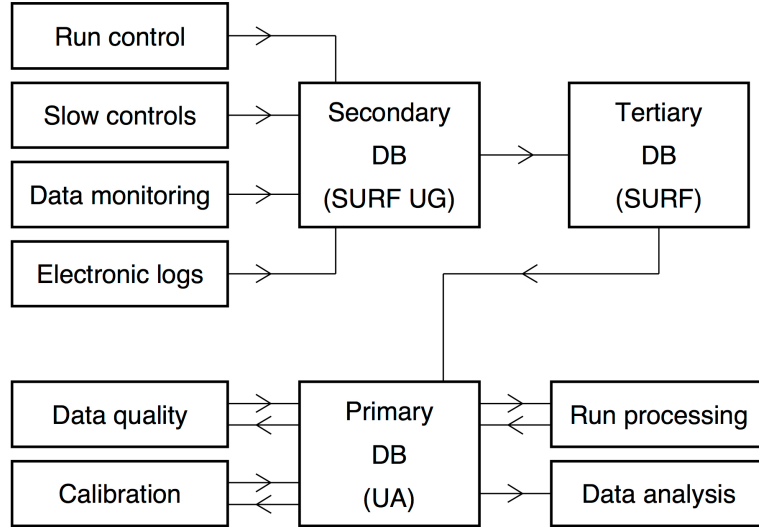 Run control
Slow controls
Data monitoring
Electronic logs
Secondary
DB
(SURF UG)
Tertiary
DB
(SURF)
Data quality
Calibration
Primary
DB
(UA)
Run processing
Data analysis